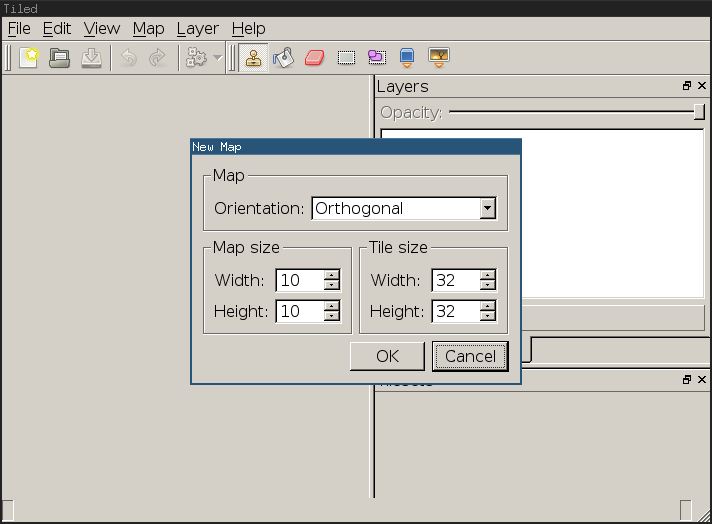 Tiled
File Edit View Map Layer Help
Layers
Opacity:
New Map
Map
Orientation: Orthogonal
Map size
Width: 10
Height: 10
Tile size
Width: 32
Height: 32
OK Cancel